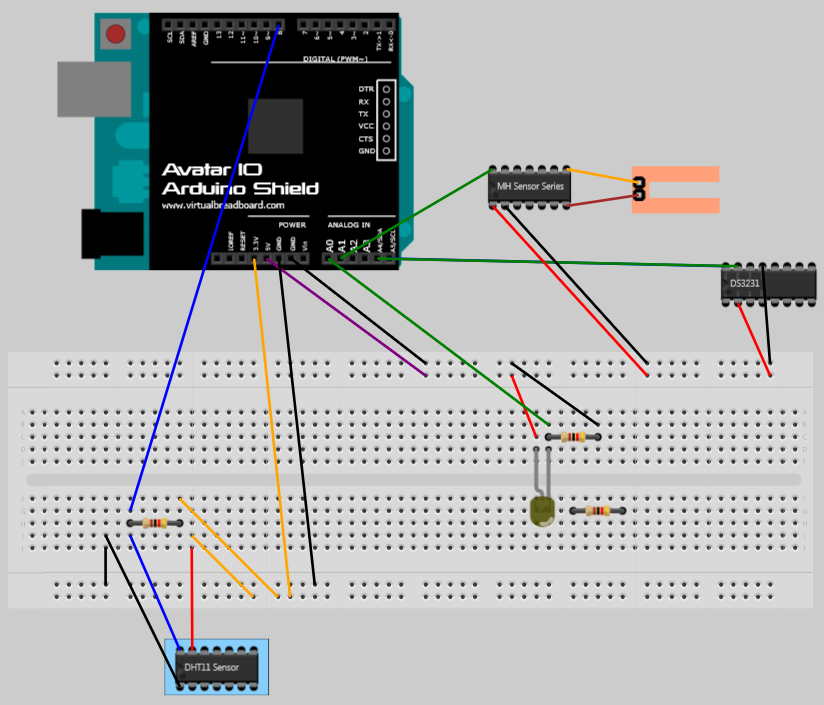 SCL SDA AREF GND 13 12 11~ 10~ 9~ 8 7 6~ 5~ 4 3~ 2 TX->1 RX<-0
DIGITAL (PWM~)
DTR
RX
TX
VCC
CTS
GND
Avatar IO
Arduino Shield
www.virtualbreadboard.com
POWER ANALOG IN
IOREF RESET 3.3V 5V GND GND Vin A0 A1 A2 A3 A4/SDA A5/SCL
MH Sensor Series
DS3231
DHT11 Sensor